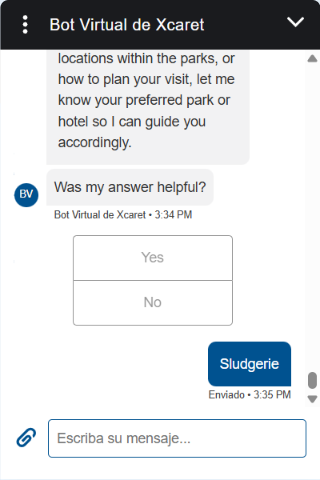 Bot Virtual de Xcaret
locations within the parks, or
how to plan your visit, let me
know your preferred park or
hotel so I can guide you
accordingly.
BV
Was my answer helpful?
Bot Virtual de Xcaret • 3:34 PM
Yes
No
Sludgerie
Enviado • 3:35 PM
Escriba su mensaje...